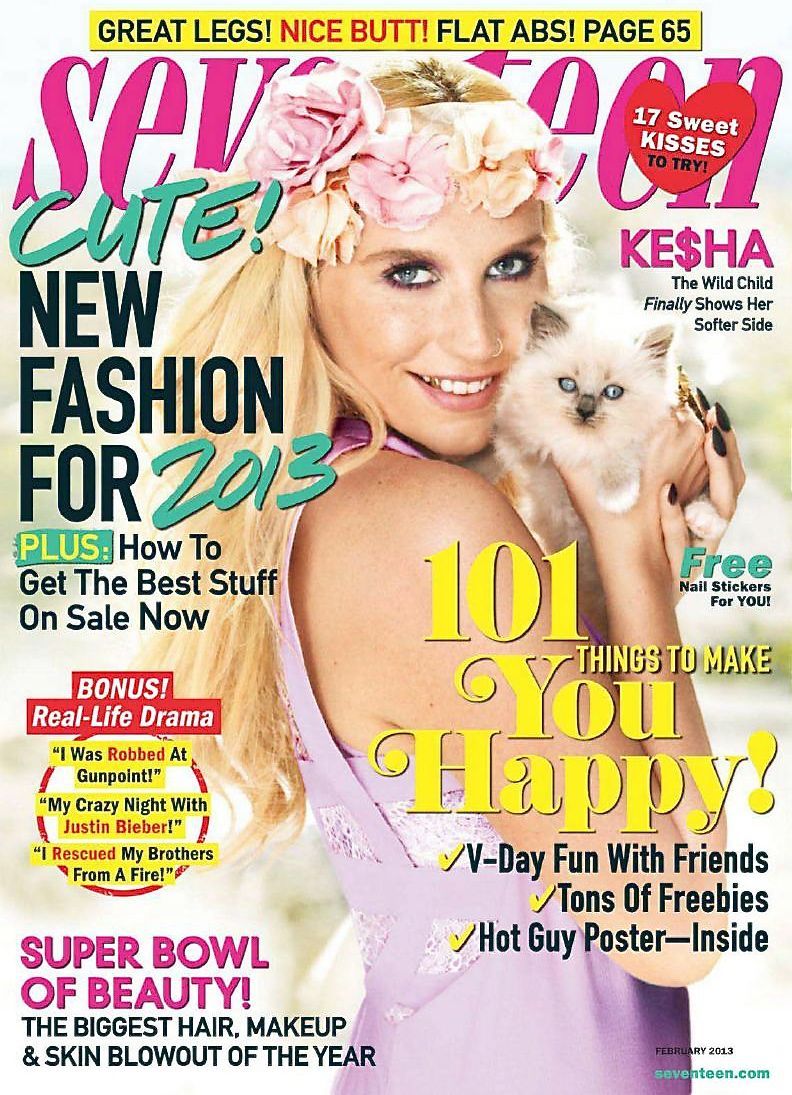 GREAT LEGS! NICE BUTT! FLAT ABS! PAGE 65
seventeen
17 Sweet
KISSES
TO TRY!
CUTE!
NEW
FASHION
FOR 2013
PLUS: How To
Get The Best Stuff
On Sale Now
KE$HA
The Wild Child
Finally Shows Her
Softer Side
Free
Nail Stickers
For YOU!
101
THINGS TO MAKE
You
Happy!
✓V-Day Fun With Friends
✓Tons Of Freebies
✓Hot Guy Poster—Inside
BONUS!
Real-Life Drama
"I Was Robbed At
Gunpoint!"
"My Crazy Night With
Justin Bieber!"
"I Rescued My Brothers
From A Fire!"
SUPER BOWL
OF BEAUTY!
THE BIGGEST HAIR, MAKEUP
& SKIN BLOWOUT OF THE YEAR
FEBRUARY 2013
seventeen.com